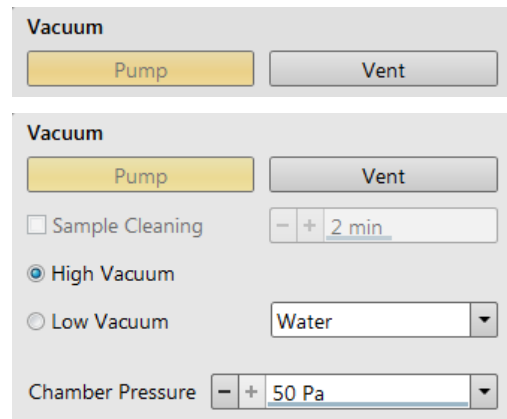 Vacuum
Pump Vent
Vacuum
Pump Vent
Sample Cleaning - + 2 min
High Vacuum
Low Vacuum Water
Chamber Pressure - + 50 Pa